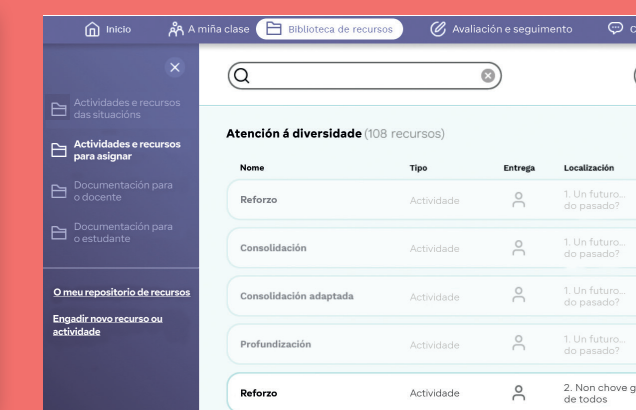 Inicio
A miña clase
Biblioteca de recursos
Avaliación e seguimento
Actividades e recursos
das situacións
Actividades e recursos
para asignar
Documentación para
o docente
Documentación para
o estudante
O meu repositorio de recursos
Engadir novo recurso ou
actividade
Atención á diversidade (108 recursos)
Nome Tipo Entrega Localización
Reforzo Actividade 1. Un futuro...
do pasado?
Consolidación Actividade 1. Un futuro...
do pasado?
Consolidación adaptada Actividade 1. Un futuro...
do pasado?
Profundización Actividade 1. Un futuro...
do pasado?
Reforzo Actividade 2. Non chove g
de todos